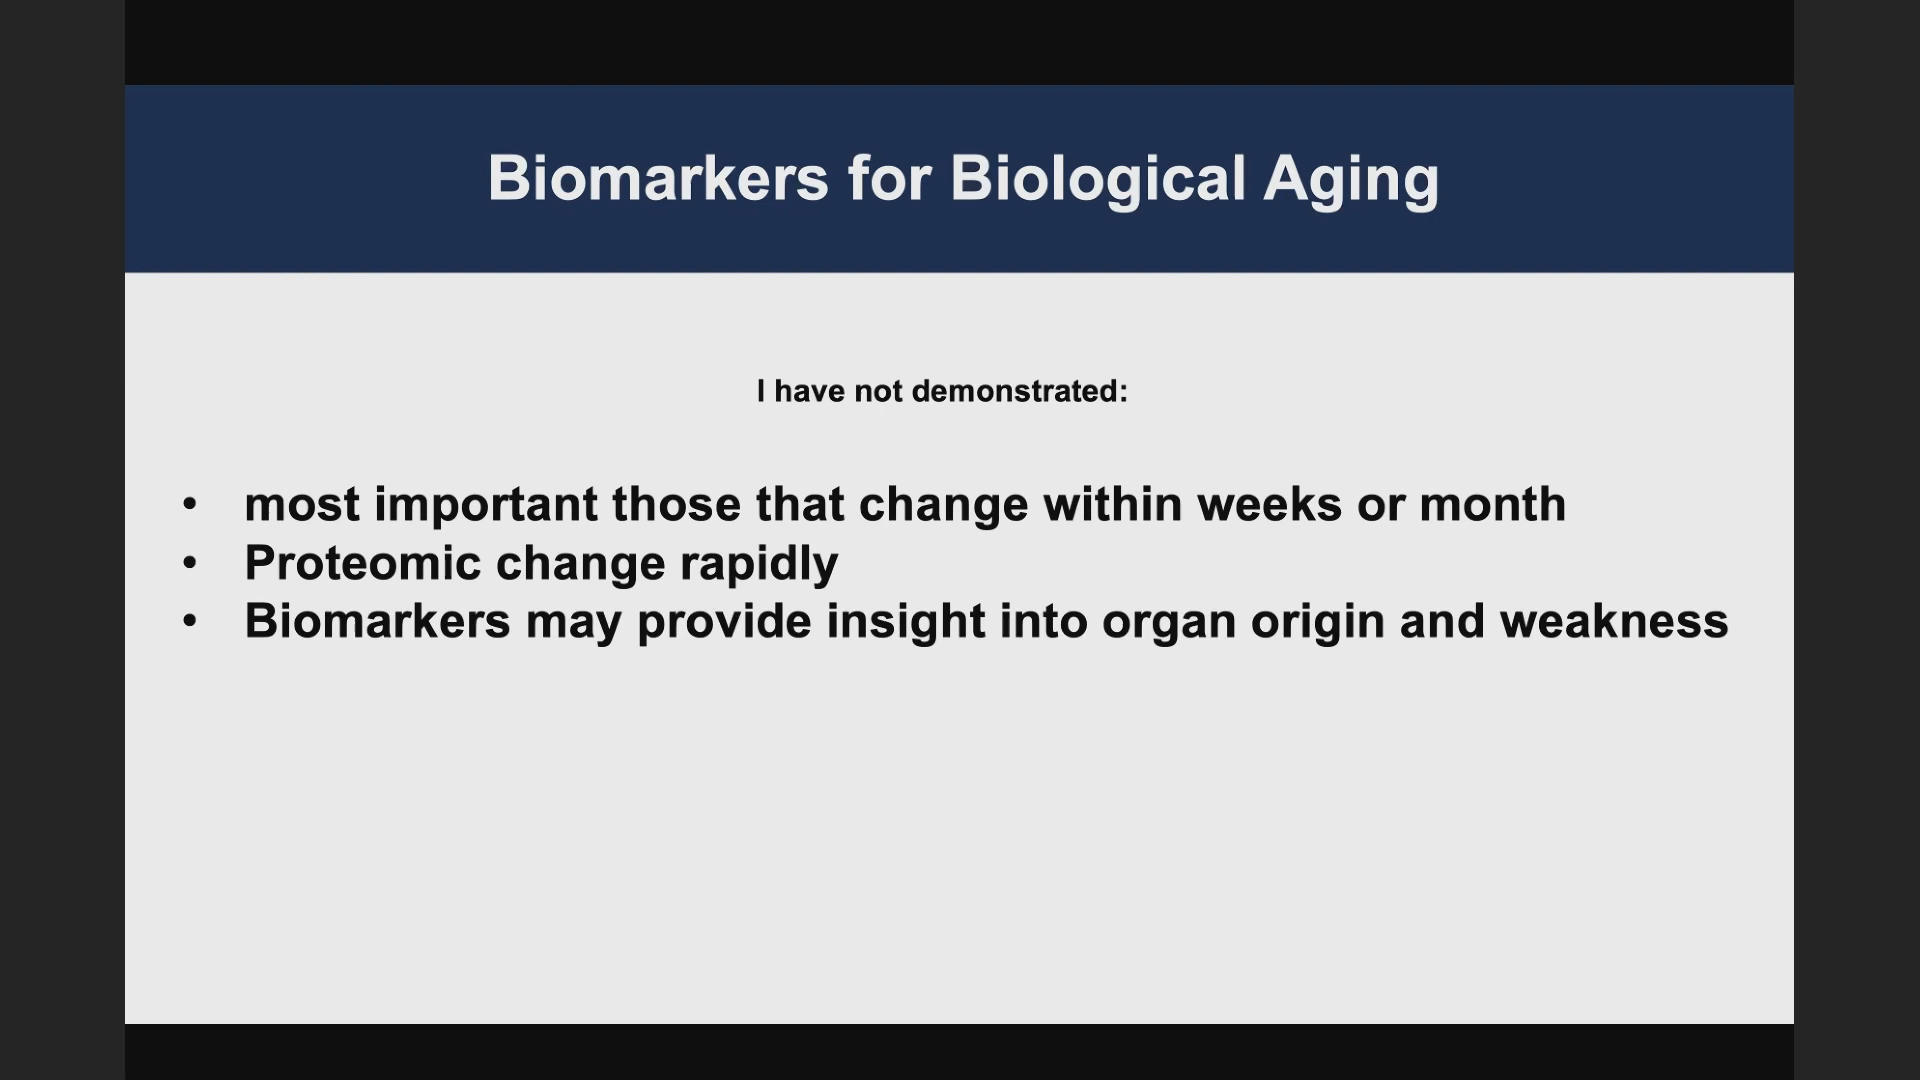 Biomarkers for Biological Aging
I have not demonstrated:
• most important those that change within weeks or month
• Proteomic change rapidly
• Biomarkers may provide insight into organ origin and weakness